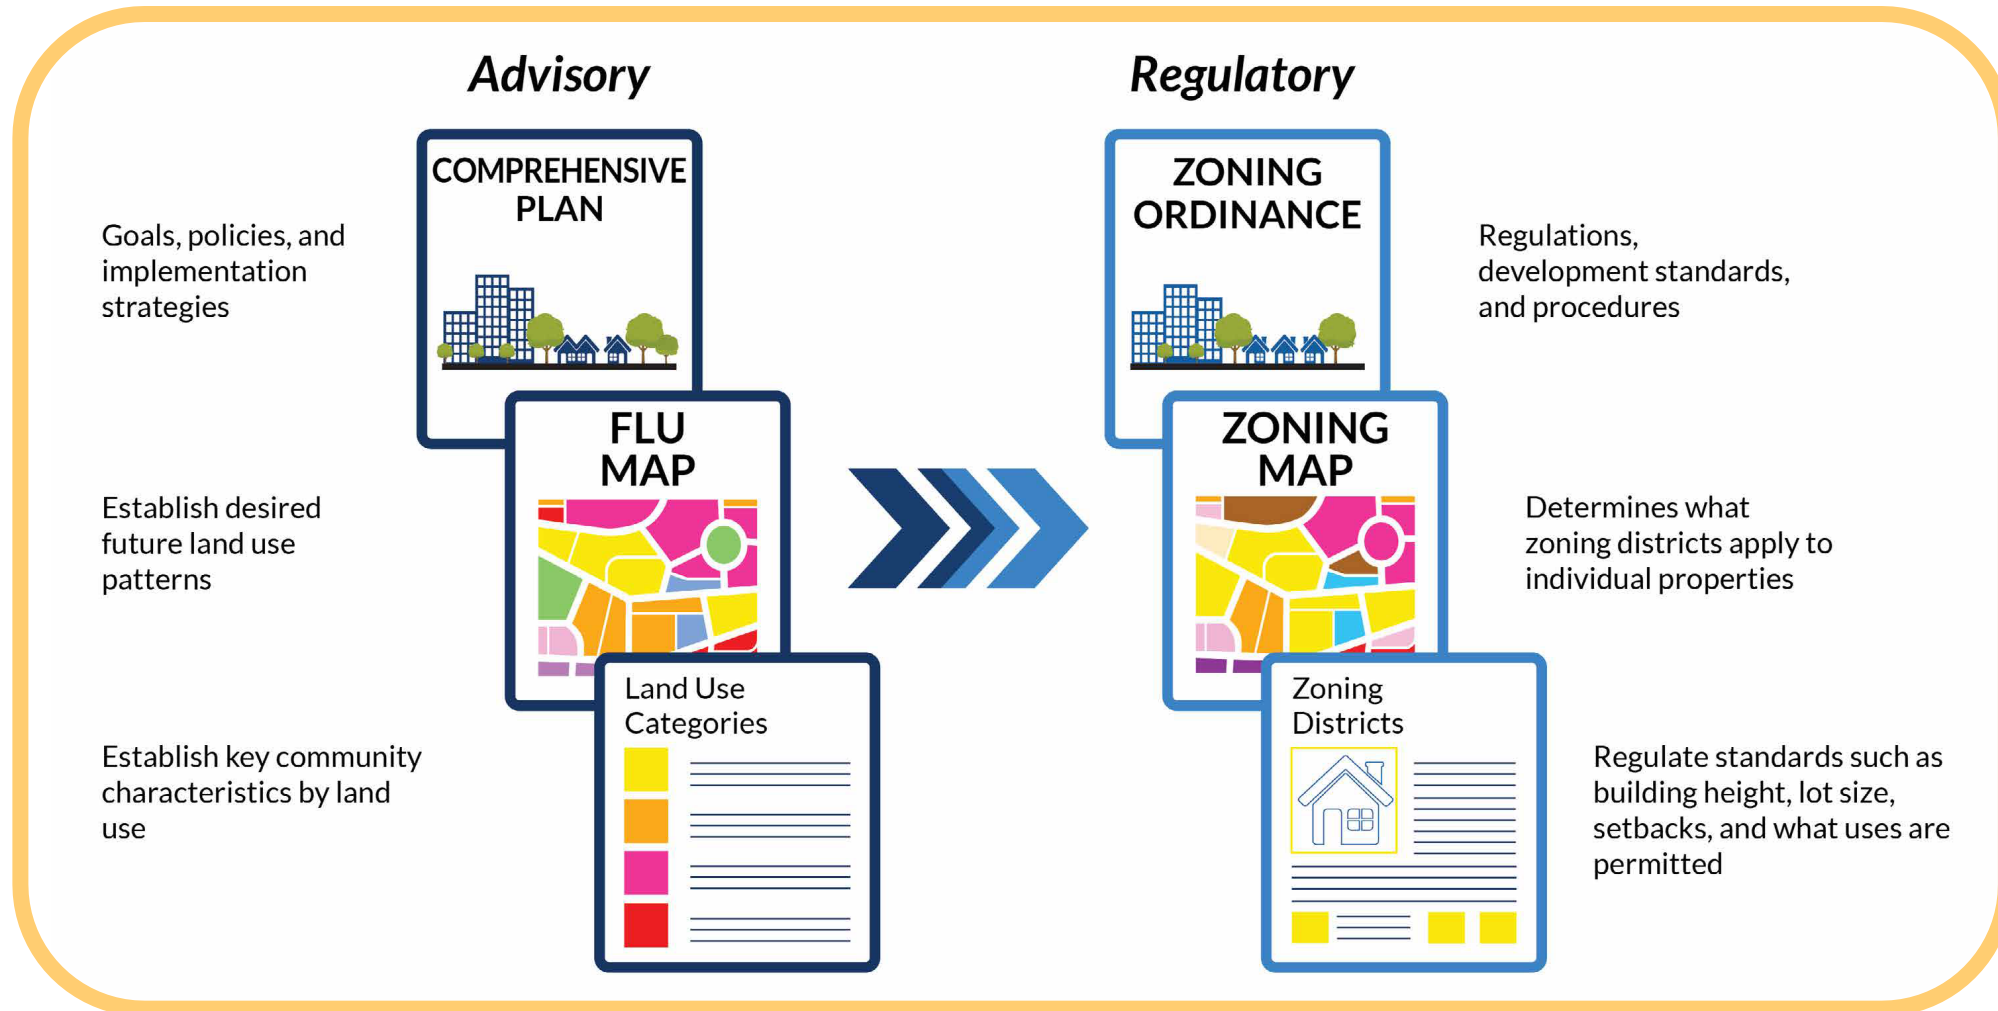 Advisory
COMPREHENSIVE
PLAN
Goals, policies, and
implementation
strategies
FLU
MAP
Establish desired
future land use
patterns
Land Use
Categories
Establish key community
characteristics by land
use
Regulatory
ZONING
ORDINANCE
Regulations,
development standards,
and procedures
ZONING
MAP
Determines what
zoning districts apply to
individual properties
Zoning
Districts
Regulate standards such as
building height, lot size,
setbacks, and what uses are
permitted